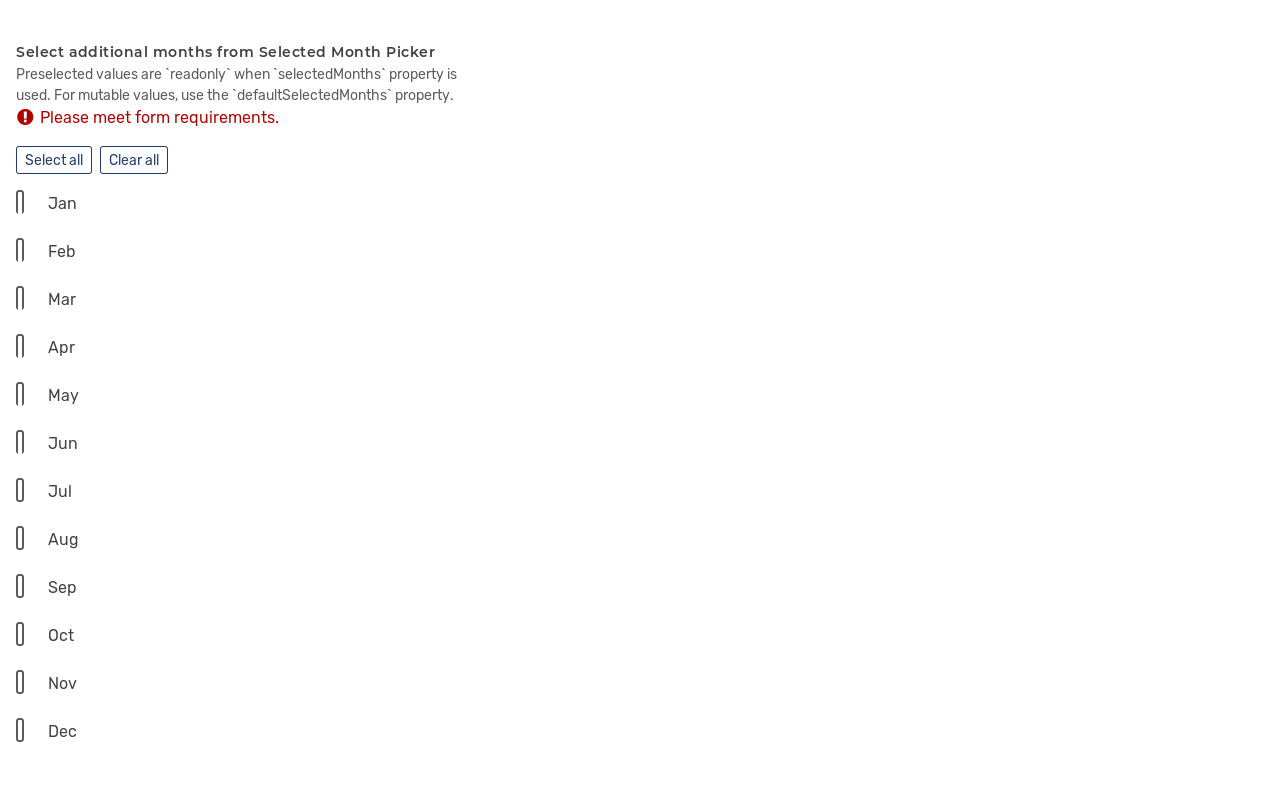 Select additional months from Selected Month Picker
Preselected values are `readonly` when `selectedMonths` property is
used. For mutable values, use the `defaultSelectedMonths` property.
Please meet form requirements.
Select all Clear all
Jan
Feb
Mar
Apr
May
Jun
Jul
Aug
Sep
Oct
Nov
Dec